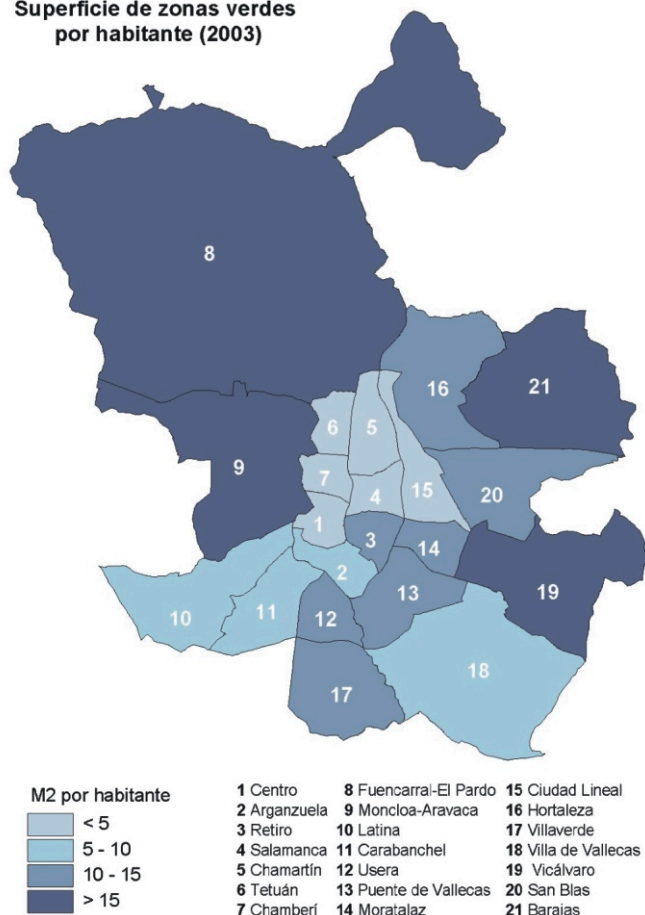 Superficie de zonas verdes
por habitante (2003)
8
16
21
6
5
9
7
4
15
20
1
3
14
2
19
13
10
11
12
18
17
M2 por habitante
< 5
5 - 10
10 - 15
> 15
1 Centro
2 Arganzuela
3 Retiro
4 Salamanca
5 Chamartín
6 Tetuán
7 Chamberí
8 Fuencarral-El Pardo
9 Moncloa-Aravaca
10 Latina
11 Carabanchel
12 Usera
13 Puente de Vallecas
14 Moratalaz
15 Ciudad Lineal
16 Hortaleza
17 Villaverde
18 Villa de Vallecas
19 Vicálvaro
20 San Blas
21 Barajas